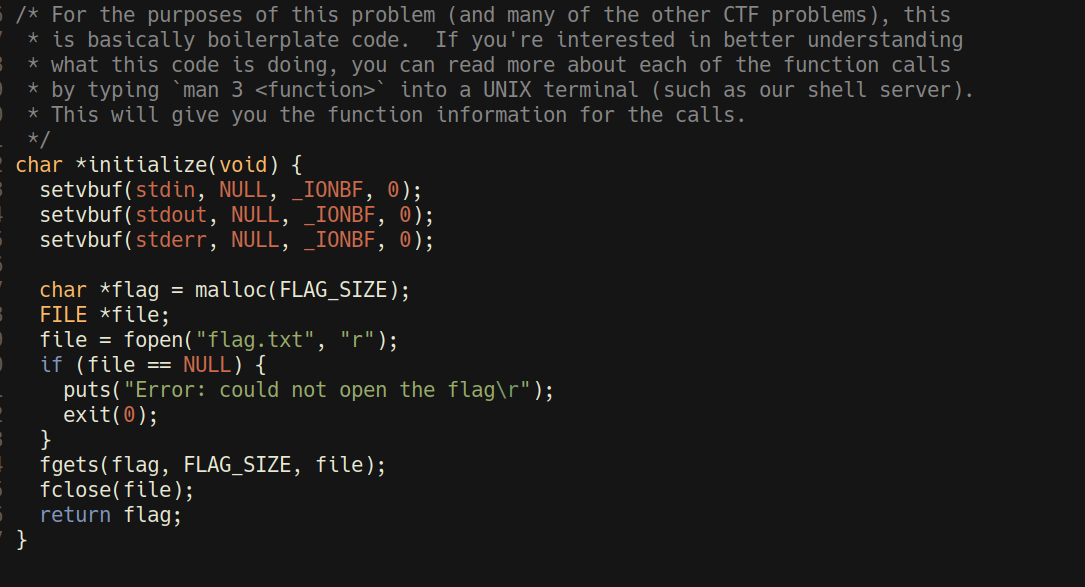 /* For the purposes of this problem (and many of the other CTF problems), this
 * is basically boilerplate code.  If you're interested in better understanding
 * what this code is doing, you can read more about each of the function calls
 * by typing `man 3 <function>` into a UNIX terminal (such as our shell server).
 * This will give you the function information for the calls.
 */
char *initialize(void) {
  setvbuf(stdin, NULL, _IONBF, 0);
  setvbuf(stdout, NULL, _IONBF, 0);
  setvbuf(stderr, NULL, _IONBF, 0);

  char *flag = malloc(FLAG_SIZE);
  FILE *file;
  file = fopen("flag.txt", "r");
  if (file == NULL) {
    puts("Error: could not open the flag\r");
    exit(0);
  }
  fgets(flag, FLAG_SIZE, file);
  fclose(file);
  return flag;
}